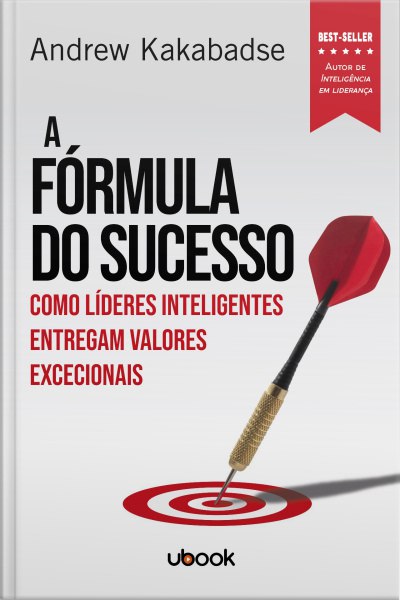 Andrew Kakabadse
BEST-SELLER
AUTOR DE
INTELIGÊNCIA
EM LIDERANÇA
A
FÓRMULA
DO SUCESSO
COMO LÍDERES INTELIGENTES
ENTREGAM VALORES
EXCECIONAIS
ubook